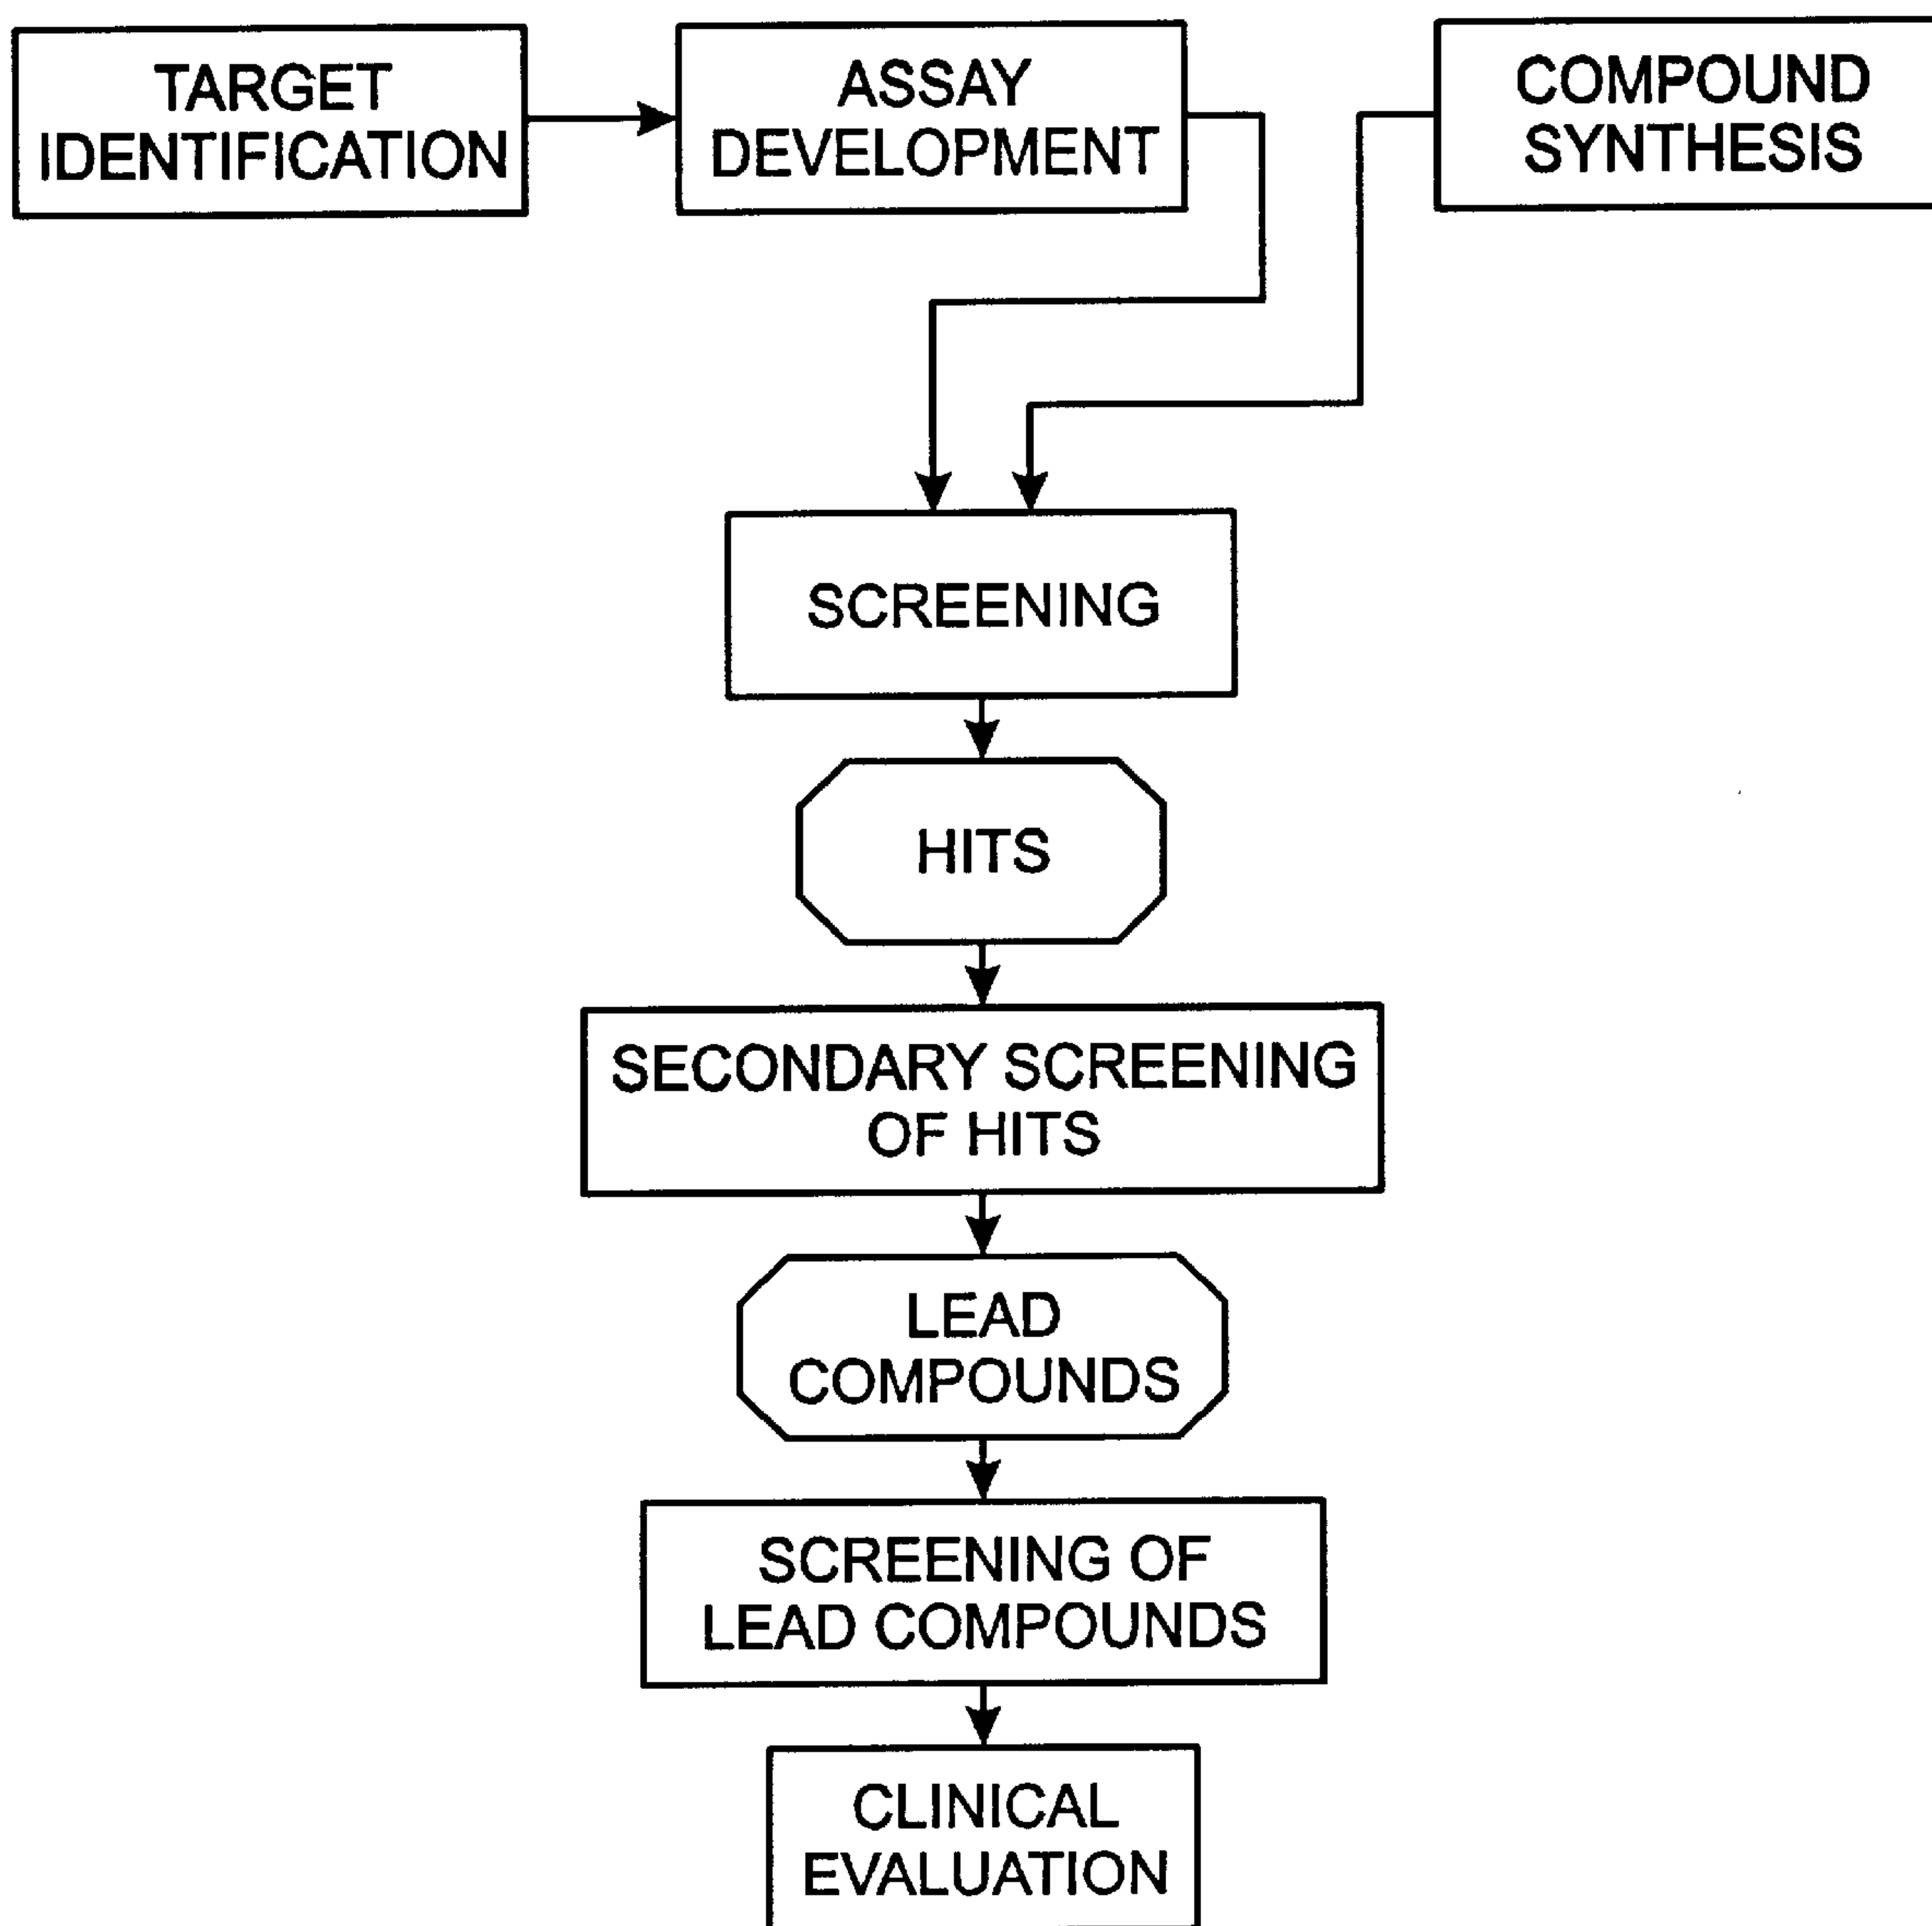 TARGET
IDENTIFICATION
ASSAY
DEVELOPMENT
COMPOUND
SYNTHESIS
SCREENING
HITS
SECONDARY SCREENING
OF HITS
LEAD
COMPOUNDS
SCREENING OF
LEAD COMPOUNDS
CLINICAL
EVALUATION